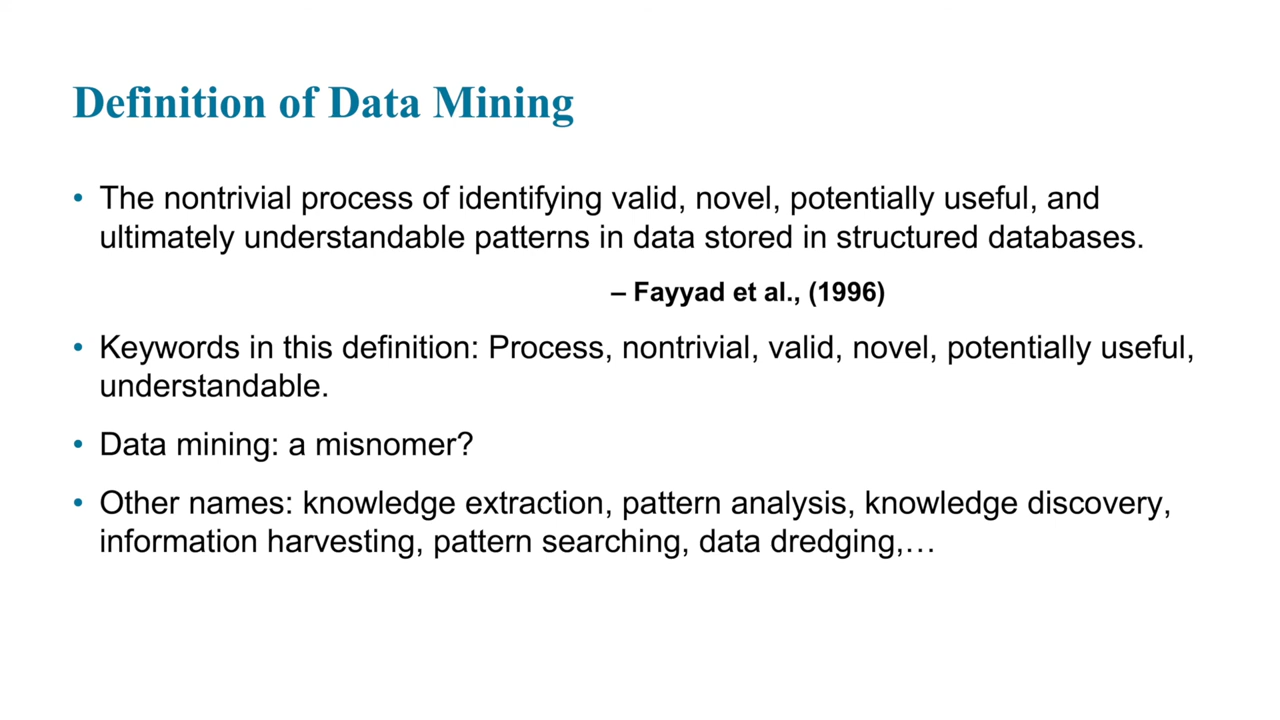 Definition of Data Mining
• The nontrivial process of identifying valid, novel, potentially useful, and
ultimately understandable patterns in data stored in structured databases.
– Fayyad et al., (1996)
• Keywords in this definition: Process, nontrivial, valid, novel, potentially useful,
understandable.
• Data mining: a misnomer?
• Other names: knowledge extraction, pattern analysis, knowledge discovery,
information harvesting, pattern searching, data dredging,…